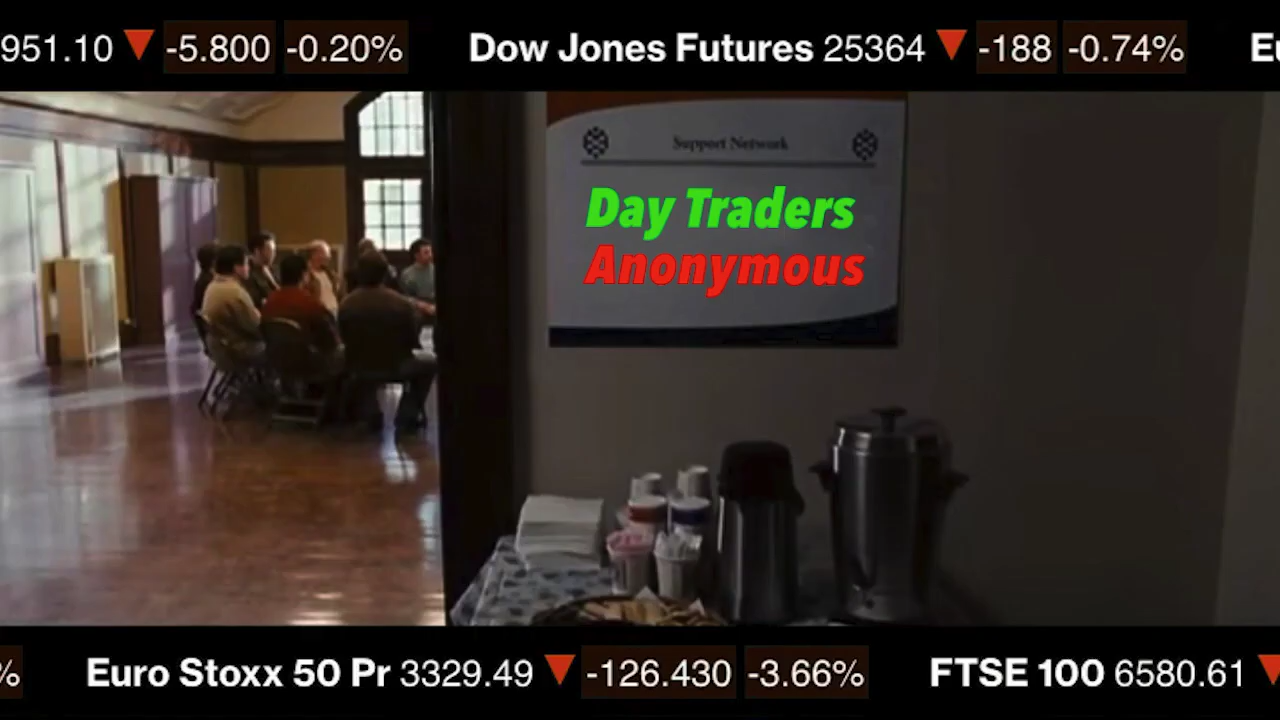 951.10 ▼ -5.800 -0.20% Dow Jones Futures 25364 ▼ -188 -0.74% Eu
Support Network
Day Traders
Anonymous
% Euro Stoxx 50 Pr 3329.49 ▼ -126.430 -3.66% FTSE 100 6580.61 ▼